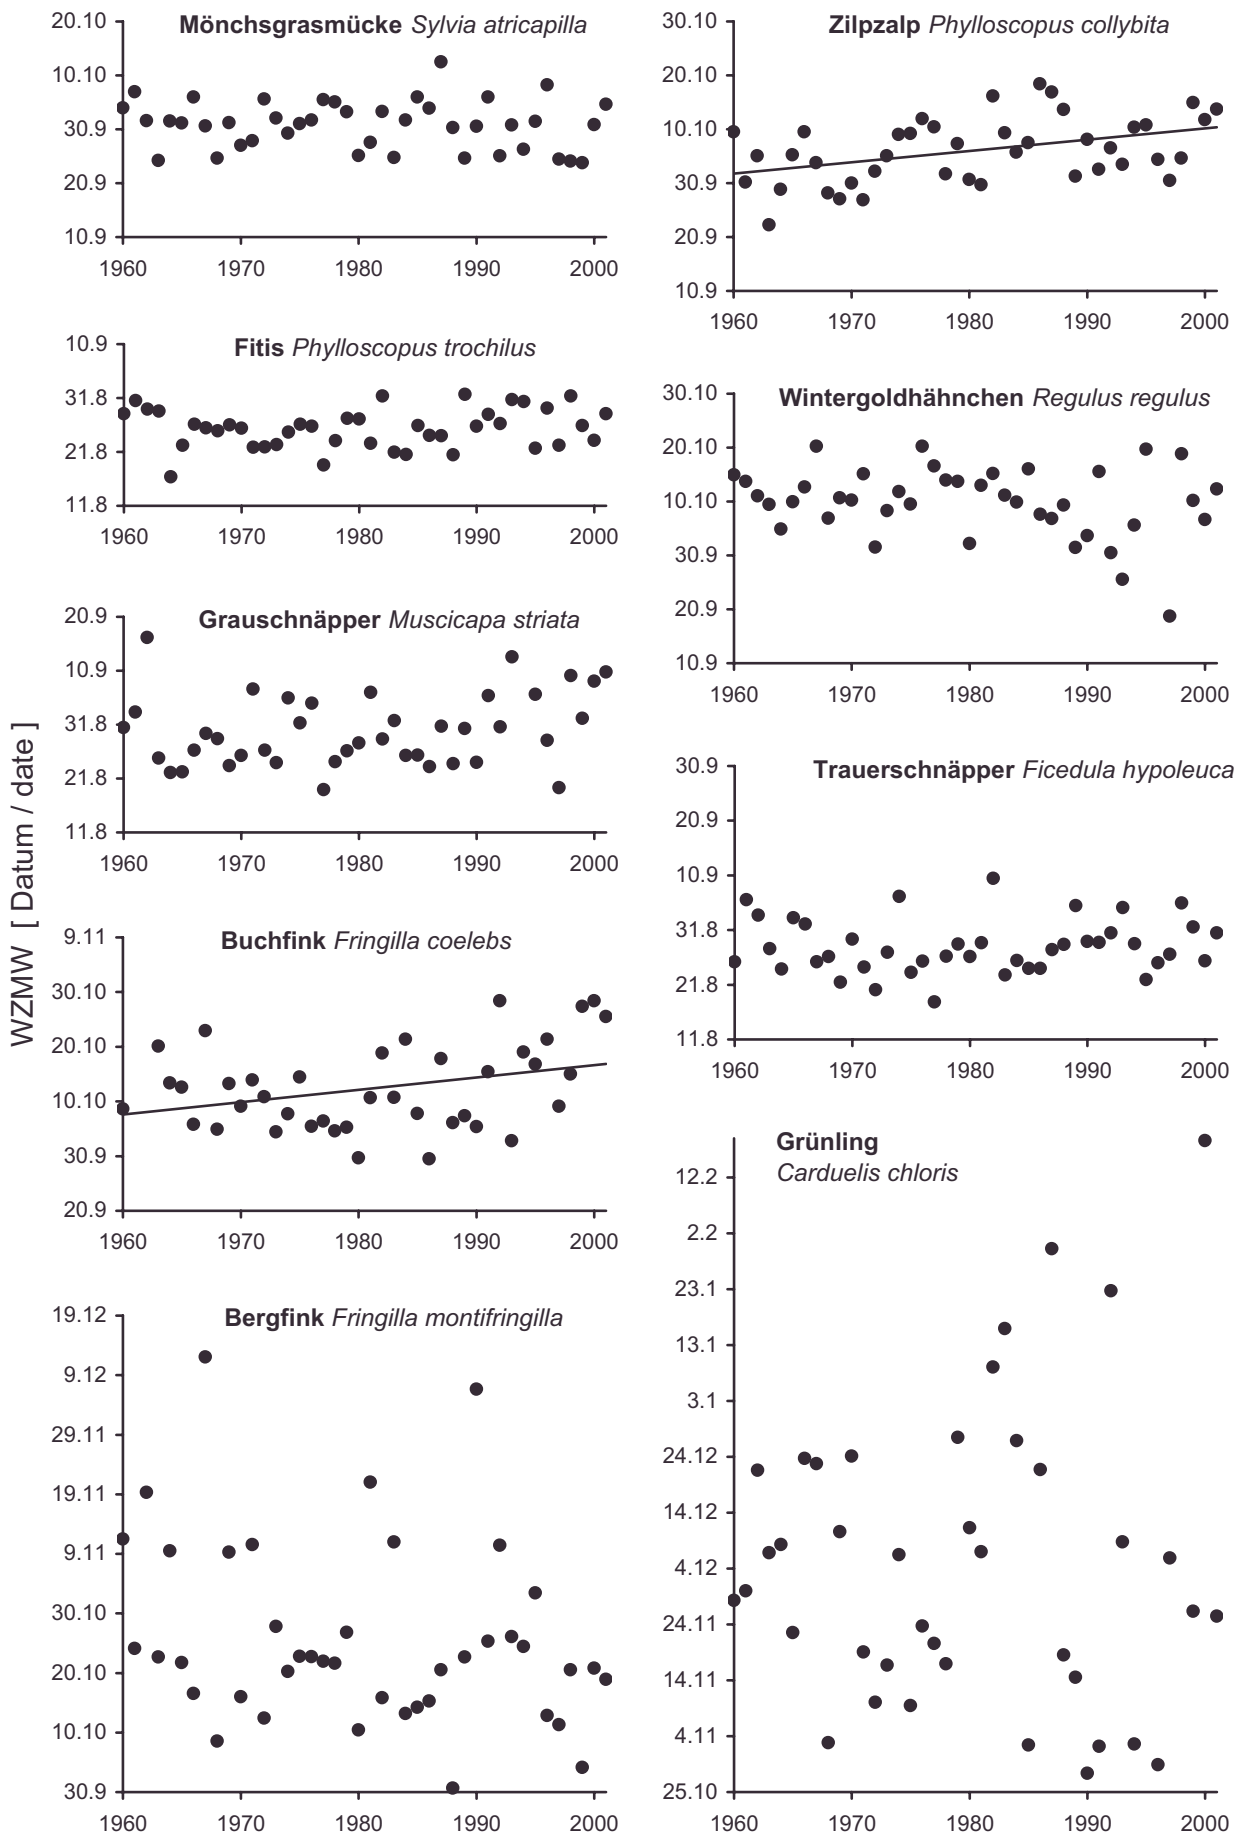 WZMW [ Datum / date ]
Mönchsgrasmücke Sylvia atricapilla
20.10
10.10
30.9
20.9
10.9
1960 1970 1980 1990 2000
Fitis Phylloscopus trochilus
10.9
31.8
21.8
11.8
1960 1970 1980 1990 2000
Grauschnäpper Muscicapa striata
20.9
10.9
31.8
21.8
11.8
1960 1970 1980 1990 2000
Buchfink Fringilla coelebs
9.11
30.10
20.10
10.10
30.9
20.9
1960 1970 1980 1990 2000
Bergfink Fringilla montifringilla
19.12
9.12
29.11
19.11
9.11
30.10
20.10
10.10
30.9
1960 1970 1980 1990 2000
Zilpzalp Phylloscopus collybita
30.10
20.10
10.10
30.9
20.9
10.9
1960 1970 1980 1990 2000
Wintergoldhähnchen Regulus regulus
30.10
20.10
10.10
30.9
20.9
10.9
1960 1970 1980 1990 2000
Trauerschnäpper Ficedula hypoleuca
30.9
20.9
10.9
31.8
21.8
11.8
1960 1970 1980 1990 2000
Grünling
Carduelis chloris
12.2
2.2
23.1
13.1
3.1
24.12
14.12
4.12
24.11
14.11
4.11
25.10
1960 1970 1980 1990 2000